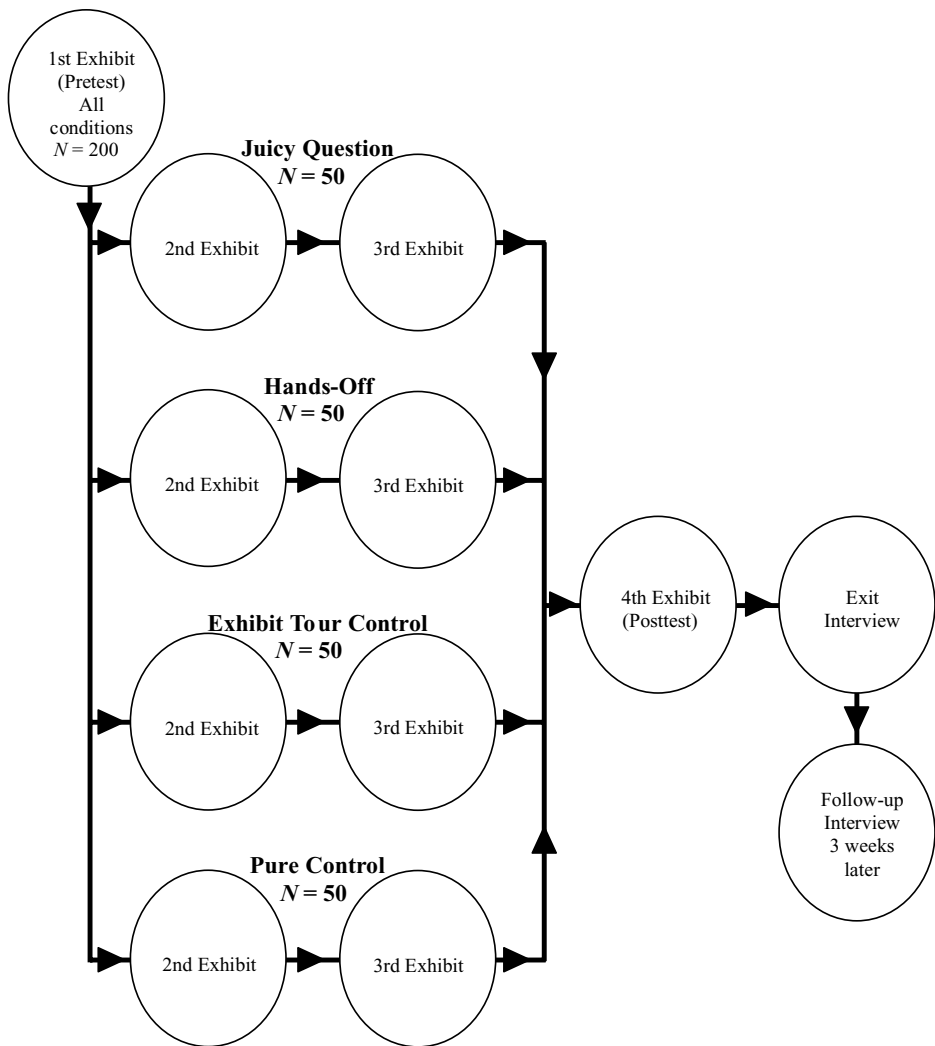 1st Exhibit
(Pretest)
All
conditions
N = 200
Juicy Question
N = 50
2nd Exhibit
3rd Exhibit
Hands-Off
N = 50
2nd Exhibit
3rd Exhibit
Exhibit Tour Control
N = 50
2nd Exhibit
3rd Exhibit
Pure Control
N = 50
2nd Exhibit
3rd Exhibit
4th Exhibit
(Posttest)
Exit
Interview
Follow-up
Interview
3 weeks
later